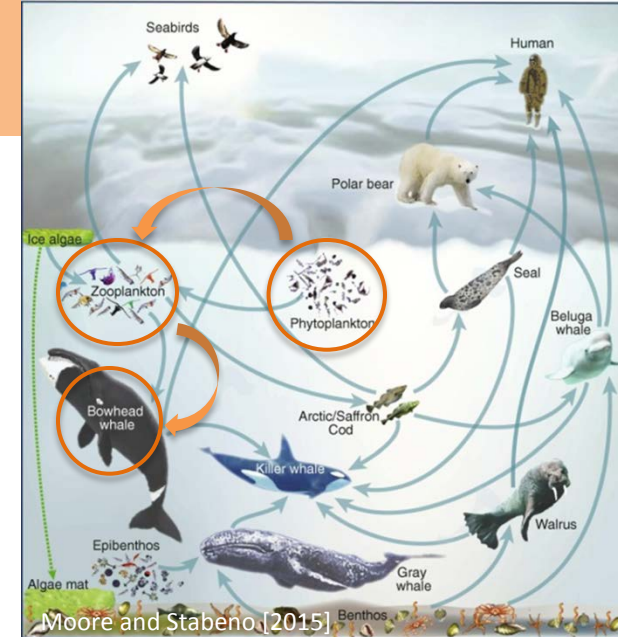 Seabirds
Human
Polar bear
Ice algae
Zooplankton
Phytoplankton
Seal
Beluga
whale
Bowhead
whale
Arctic/Saffron
Cod
Killer whale
Walrus
Epibenthos
Gray
whale
Algae mat
Benthos
Moore and Stabeno [2015]